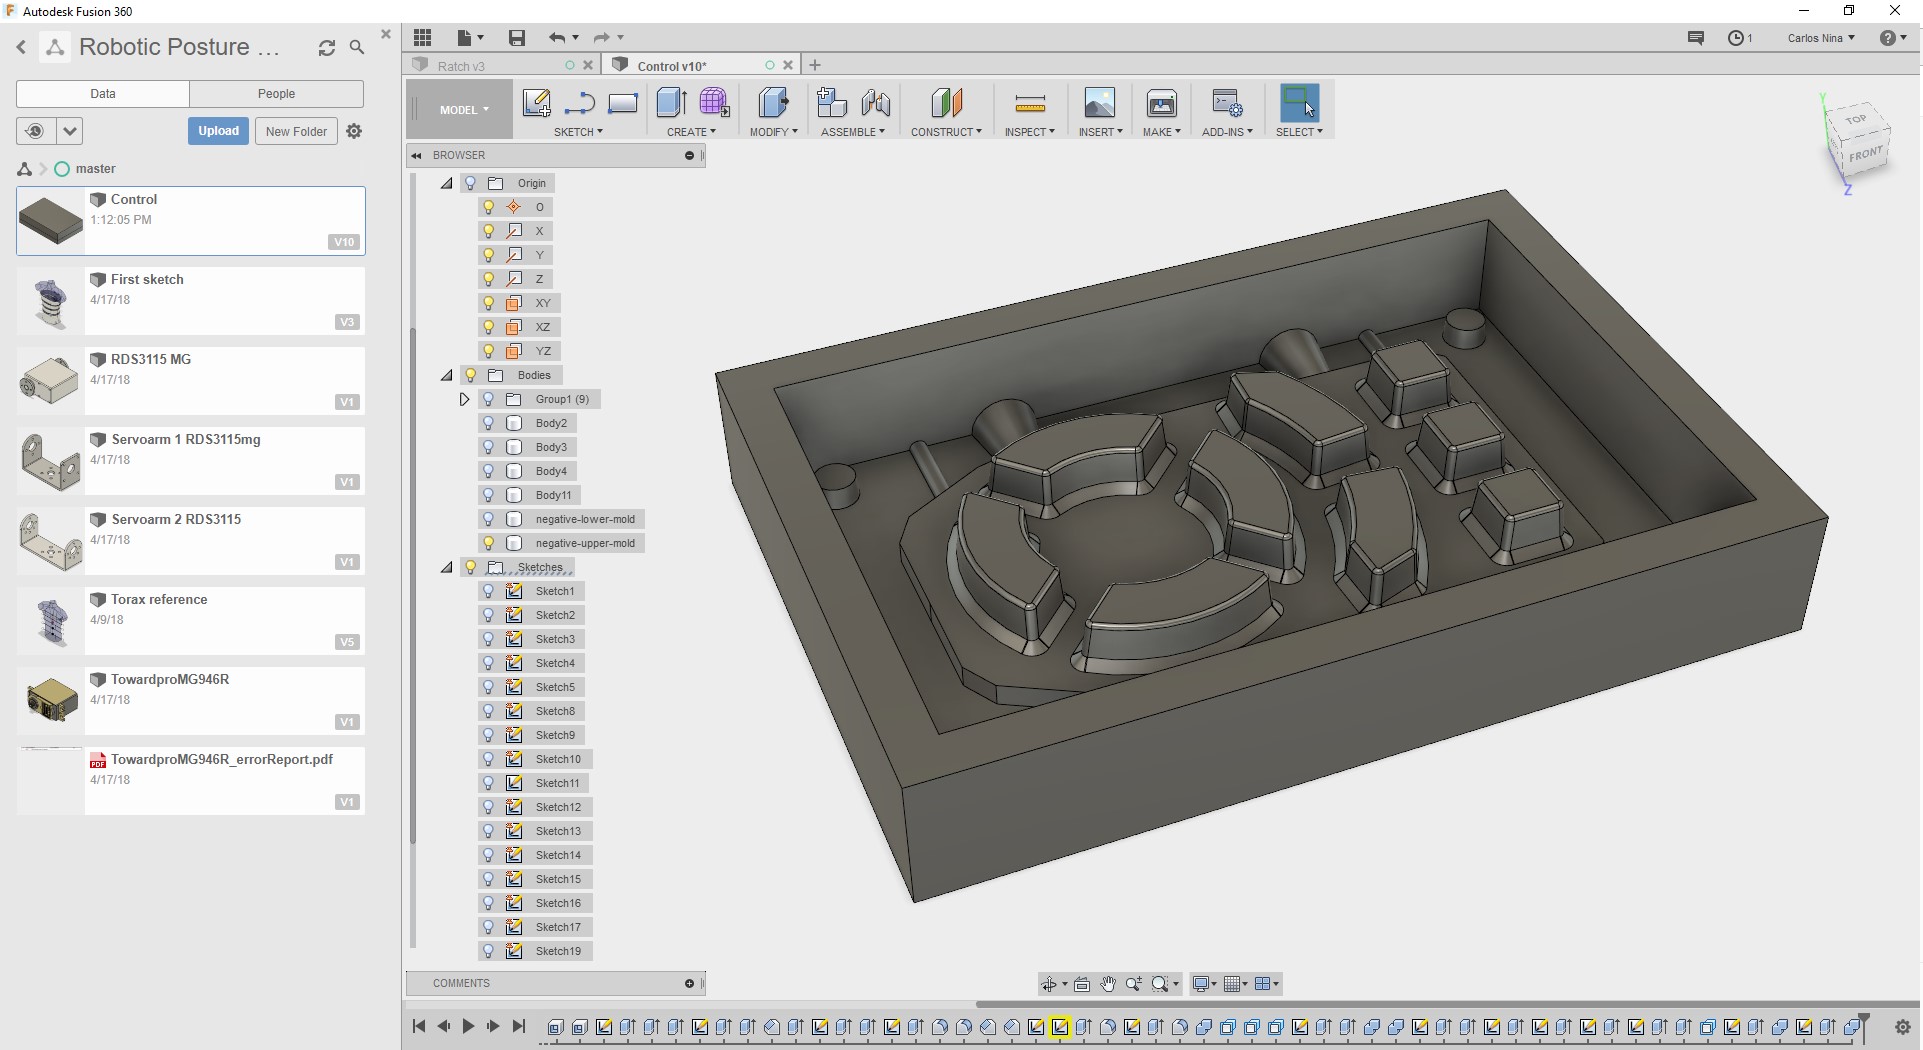 Autodesk Fusion 360
Robotic Posture ...
Data
People
Upload
New Folder
master
Control
1:12:05 PM
V10
First sketch
4/17/18
V3
RDS3115 MG
4/17/18
V1
Servoarm 1 RDS3115mg
4/17/18
V1
Servoarm 2 RDS3115
4/17/18
V1
Torax reference
4/9/18
V5
TowardproMG946R
4/17/18
V1
PDF
TowardproMG946R_errorReport.pdf
4/17/18
V1
1
Carlos Nina
Ratch v3
Control v10*
MODEL
SKETCH
CREATE
MODIFY
ASSEMBLE
CONSTRUCT
INSPECT
INSERT
MAKE
ADD-INS
SELECT
BROWSER
Origin
O
X
Y
Z
XY
XZ
YZ
Bodies
Group1 (9)
Body2
Body3
Body4
Body11
negative-lower-mold
negative-upper-mold
Sketches
Sketch1
Sketch2
Sketch3
Sketch4
Sketch5
Sketch8
Sketch9
Sketch10
Sketch11
Sketch12
Sketch13
Sketch14
Sketch15
Sketch16
Sketch17
Sketch19
COMMENTS
Y
TOP
FRONT
Z